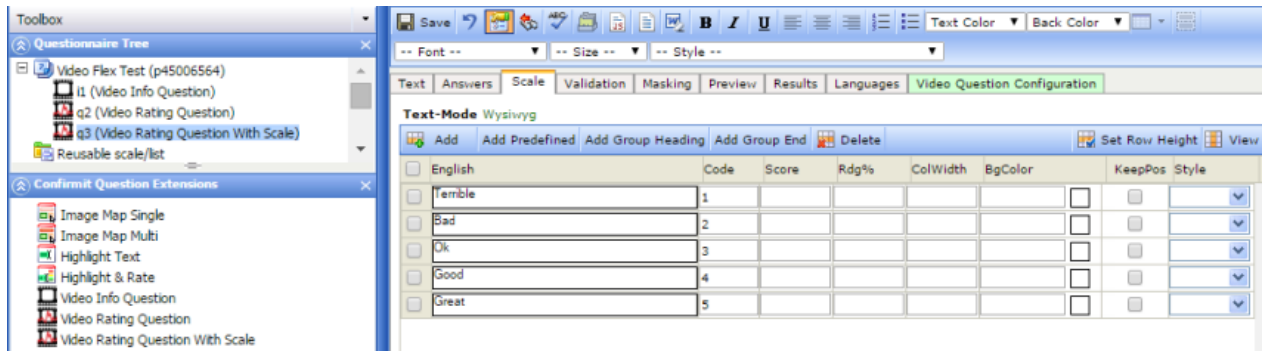 Toolbox
Questionnaire Tree
Video Flex Test (p45006564)
i1 (Video Info Question)
q2 (Video Rating Question)
q3 (Video Rating Question With Scale)
Reusable scale/list
Confirmit Question Extensions
Image Map Single
Image Map Multi
Highlight Text
Highlight & Rate
Video Info Question
Video Rating Question
Video Rating Question With Scale
Save ABC JS B I U Text Color Back Color
-- Font -- -- Size -- -- Style --
Text Answers Scale Validation Masking Preview Results Languages Video Question Configuration
Text-Mode Wysiwyg
Add Add Predefined Add Group Heading Add Group End Delete Set Row Height View
English Code Score Rdg% ColWidth BgColor KeepPos Style
Terrible 1
Bad 2
Ok 3
Good 4
Great 5